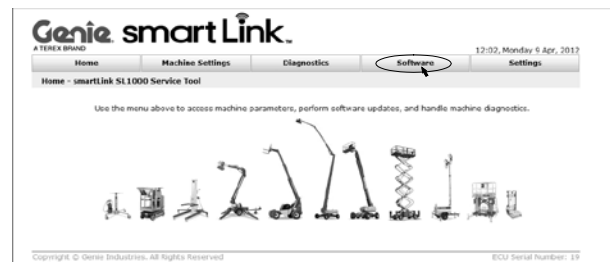 Genie. smartLink™
A TEREX BRAND
12:02, Monday 9 Apr, 2012
Home Machine Settings Diagnostics Software Settings
Home - smartLink SL1000 Service Tool
Use the menu above to access machine parameters, perform software updates, and handle machine diagnostics.
Copyright © Genie Industries. All Rights Reserved ECU Serial Number: 19